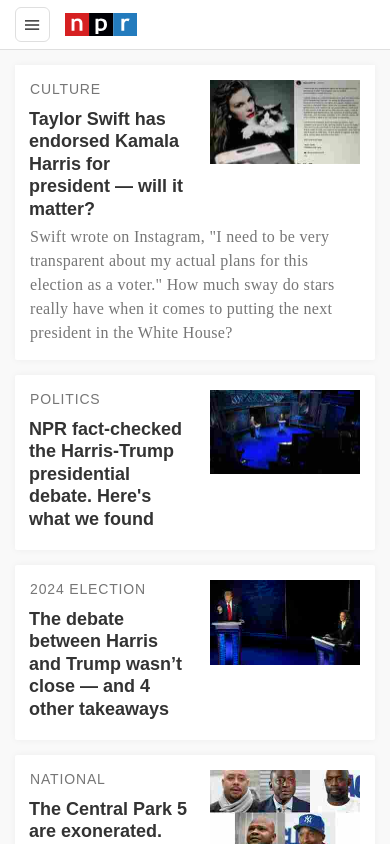 npr
CULTURE
Taylor Swift has
endorsed Kamala
Harris for
president — will it
matter?
Swift wrote on Instagram, "I need to be very
transparent about my actual plans for this
election as a voter." How much sway do stars
really have when it comes to putting the next
president in the White House?
POLITICS
NPR fact-checked
the Harris-Trump
presidential
debate. Here's
what we found
2024 ELECTION
The debate
between Harris
and Trump wasn’t
close — and 4
other takeaways
NATIONAL
The Central Park 5
are exonerated.